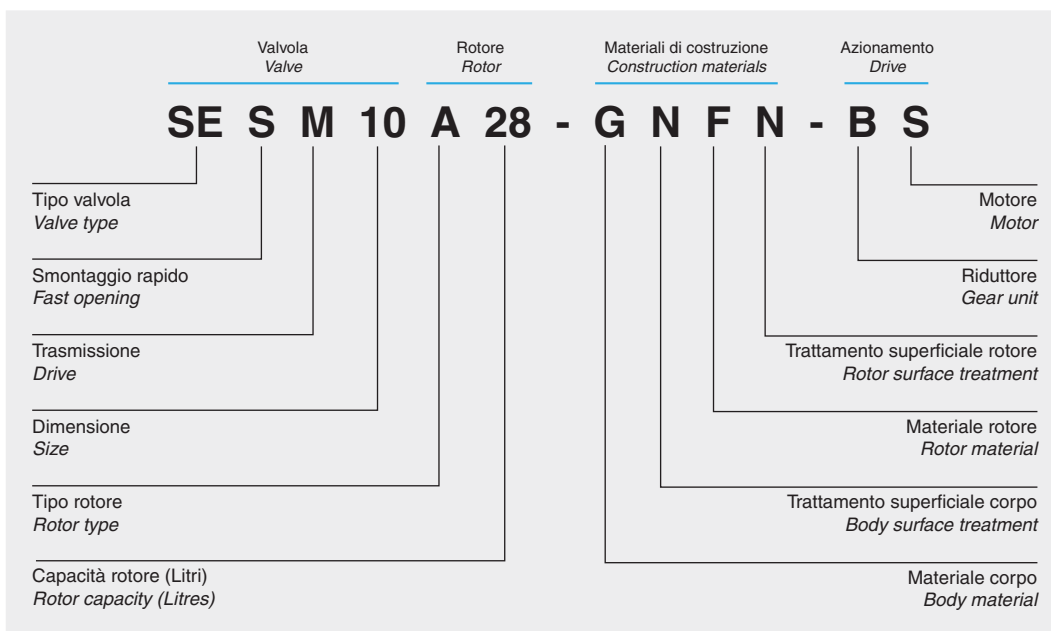 Valvola
Valve
Rotore
Rotor
Materiali di costruzione
Construction materials
Azionamento
Drive
SE S M 10 A 28 - G N F N - B S
Tipo valvola
Valve type
Smontaggio rapido
Fast opening
Trasmissione
Drive
Dimensione
Size
Tipo rotore
Rotor type
Capacità rotore (Litri)
Rotor capacity (Litres)
Motore
Motor
Riduttore
Gear unit
Trattamento superficiale rotore
Rotor surface treatment
Materiale rotore
Rotor material
Trattamento superficiale corpo
Body surface treatment
Materiale corpo
Body material